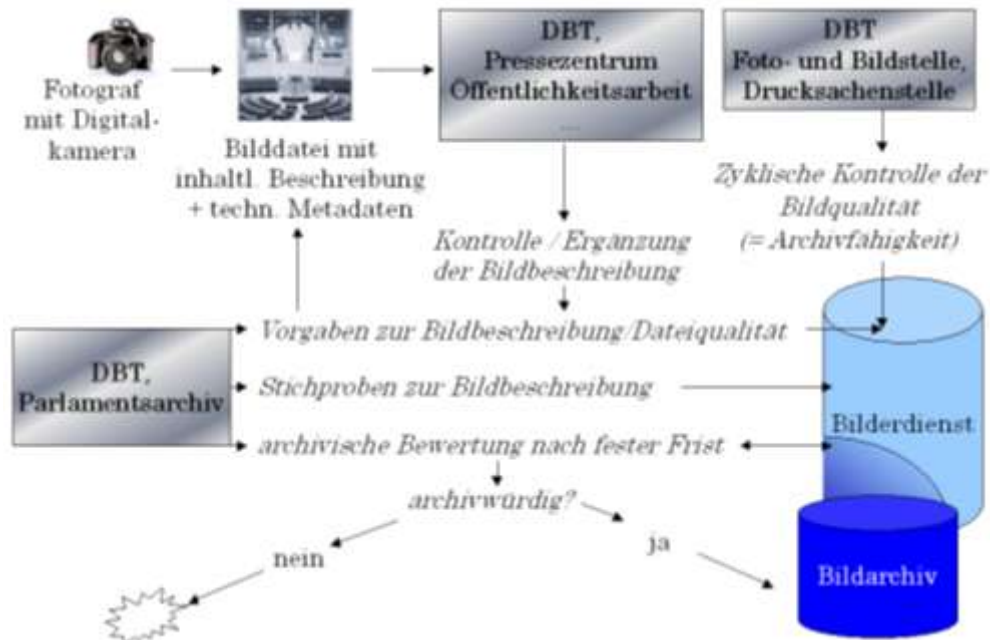 Fotograf
mit Digital-
kamera
Bilddatei mit
inhaltl. Beschreibung
+ techn. Metadaten
DBT,
Pressezentrum
Öffentlichkeitsarbeit
...
DBT
Foto- und Bildstelle,
Drucksachenstelle
Zyklische Kontrolle der
Bildqualität
(= Archivfähigkeit)
Kontrolle / Ergänzung
der Bildbeschreibung
DBT,
Parlamentsarchiv
Vorgaben zur Bildbeschreibung/Dateiqualität
Stichproben zur Bildbeschreibung
archivische Bewertung nach fester Frist
archivwürdig?
nein
ja
Bilderdienst
Bildarchiv